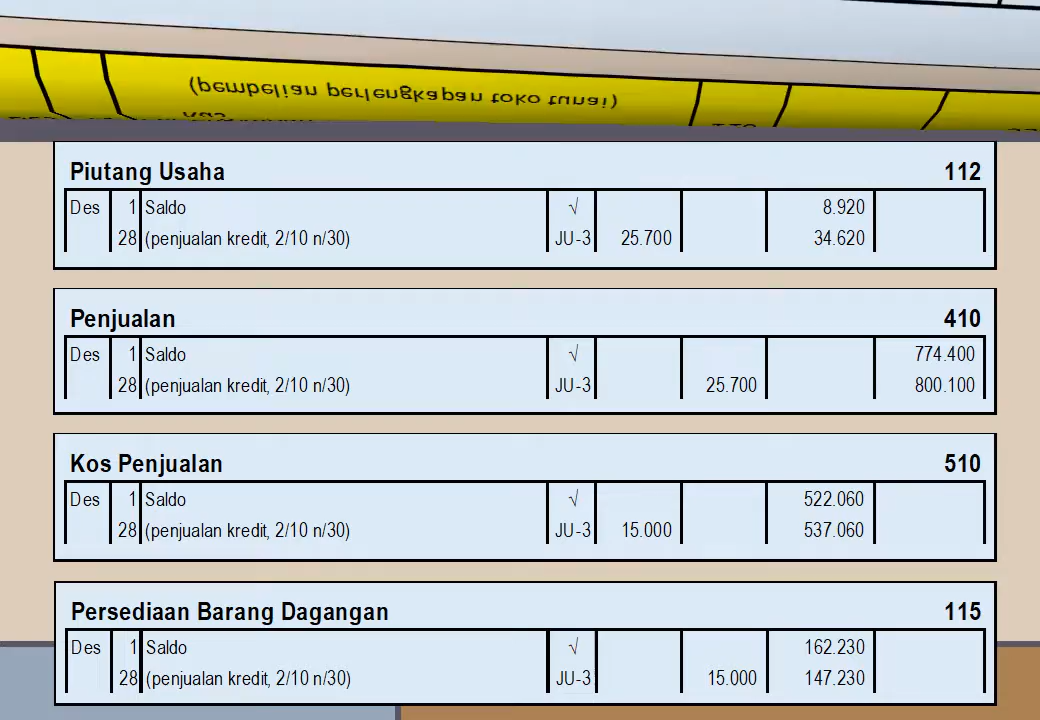 (pembelian perlengkapan toko tunai)
Kas
Piutang Usaha 112
Des 1 Saldo √ 8.920
28 (penjualan kredit, 2/10 n/30) JU-3 25.700 34.620
Penjualan 410
Des 1 Saldo √ 774.400
28 (penjualan kredit, 2/10 n/30) JU-3 25.700 800.100
Kos Penjualan 510
Des 1 Saldo √ 522.060
28 (penjualan kredit, 2/10 n/30) JU-3 15.000 537.060
Persediaan Barang Dagangan 115
Des 1 Saldo √ 162.230
28 (penjualan kredit, 2/10 n/30) JU-3 15.000 147.230